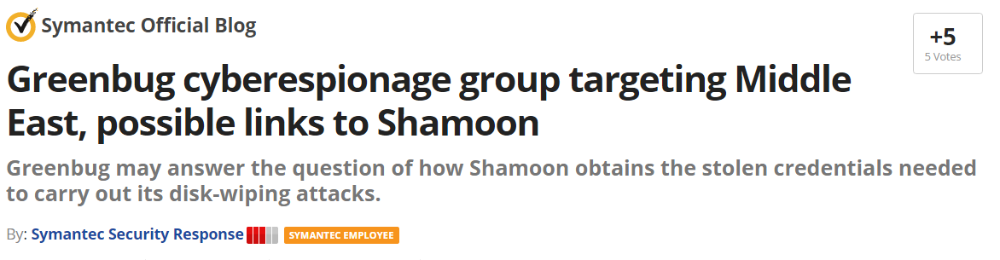 Symantec Official Blog
+5
5 Votes
Greenbug cyberespionage group targeting Middle
East, possible links to Shamoon
Greenbug may answer the question of how Shamoon obtains the stolen credentials needed
to carry out its disk-wiping attacks.
By: Symantec Security Response SYMANTEC EMPLOYEE